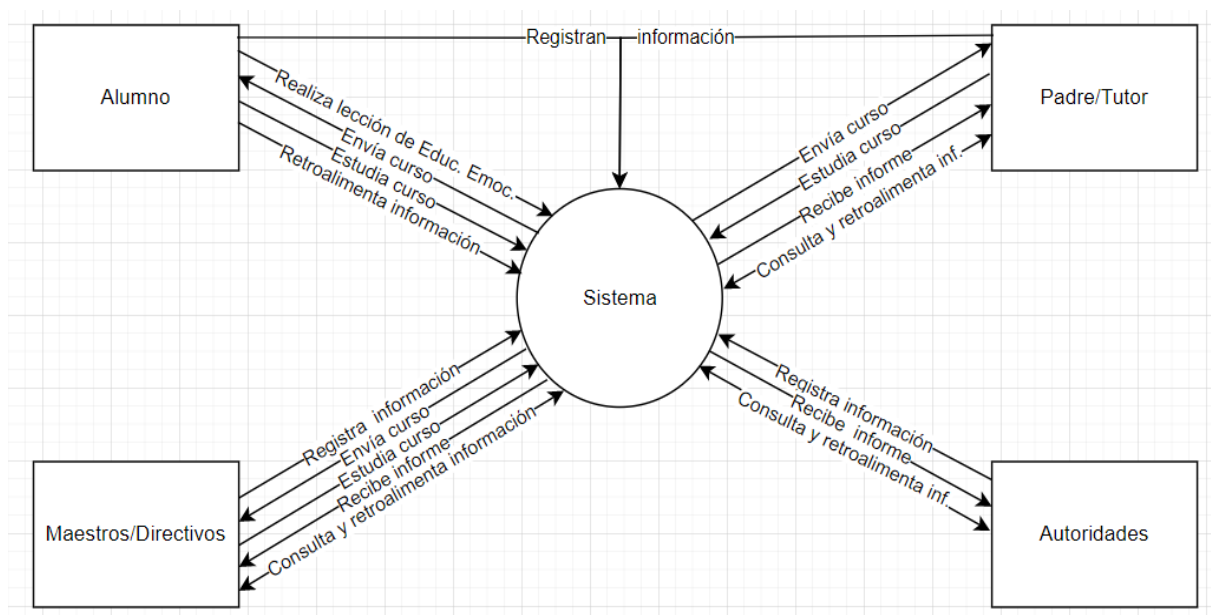 Registran información
Alumno
Padre/Tutor
Realiza lección de Educ. Emoc.
Envía curso
Estudia curso
Retroalimenta información
Envía curso
Estudia curso
Recibe informe
Consulta y retroalimenta inf.
Sistema
Registra información
Envía curso
Estudia curso
Recibe informe
Consulta y retroalimenta información
Registra información
Recibe informe
Consulta y retroalimenta inf.
Maestros/Directivos
Autoridades